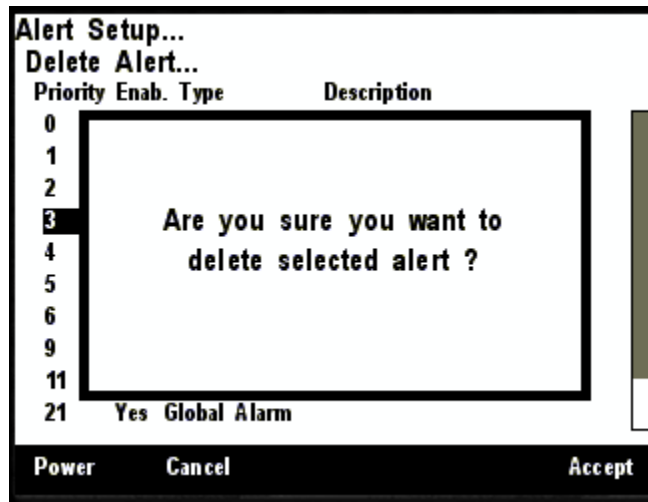 Alert Setup...
Delete Alert...
Priority Enab. Type Description
0
1
2
3
4
5
6
9
11
Are you sure you want to
delete selected alert ?
21 Yes Global Alarm
Power Cancel Accept